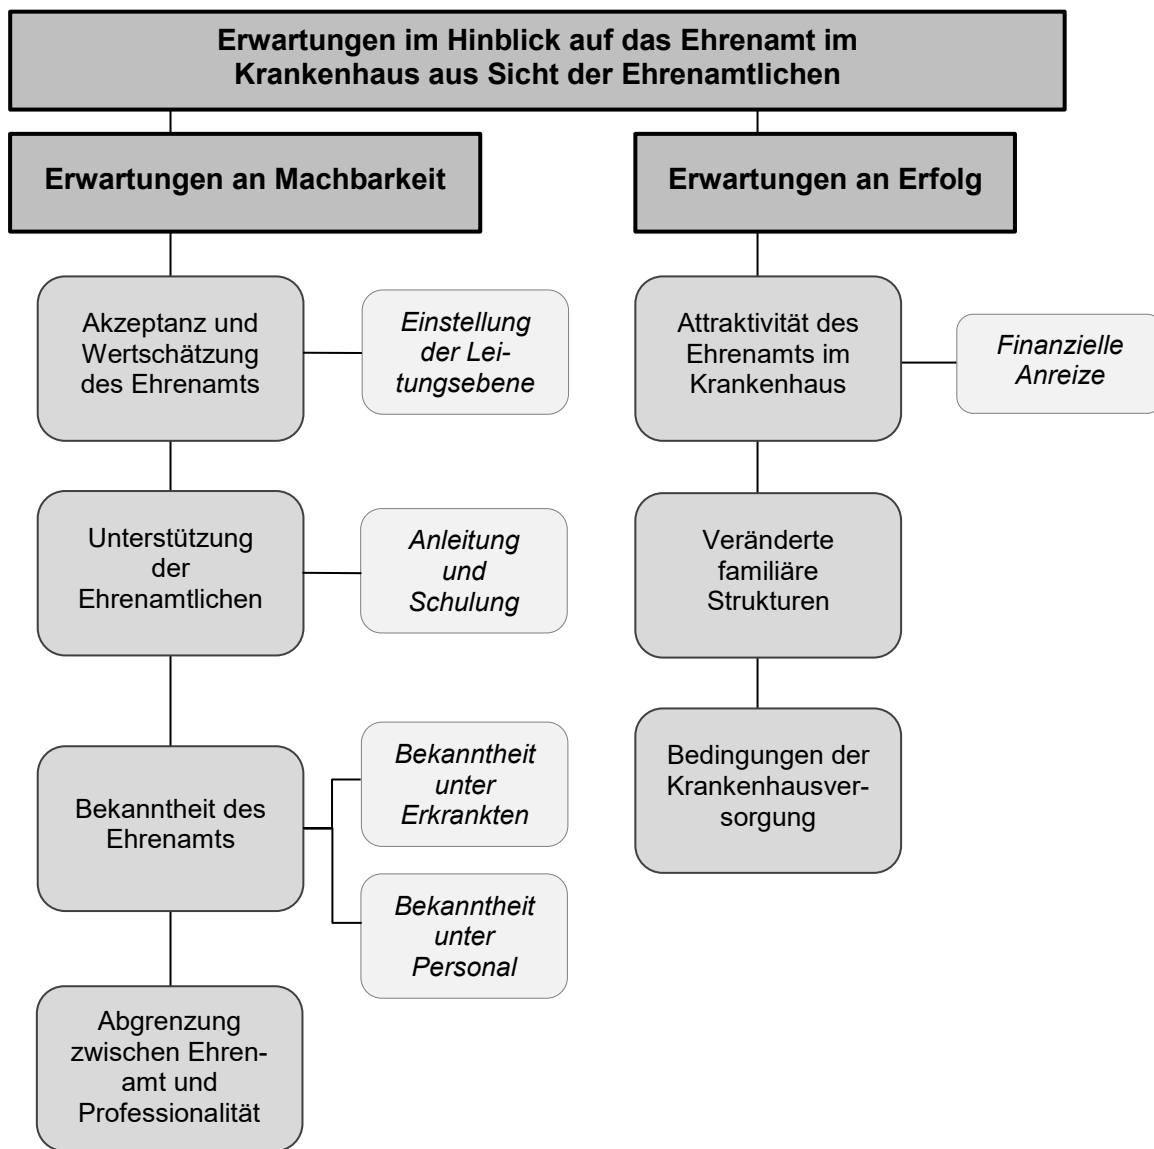 Erwartungen im Hinblick auf das Ehrenamt im
Krankenhaus aus Sicht der Ehrenamtlichen
Erwartungen an Machbarkeit
Akzeptanz und
Wertschätzung
des Ehrenamts
Einstellung
der Lei-
tungsebene
Unterstützung
der
Ehrenamtlichen
Anleitung
und
Schulung
Bekanntheit des
Ehrenamts
Bekanntheit
unter
Erkrankten
Bekanntheit
unter
Personal
Abgrenzung
zwischen Ehren-
amt und
Professionalität
Erwartungen an Erfolg
Attraktivität des
Ehrenamts im
Krankenhaus
Finanzielle
Anreize
Veränderte
familiäre
Strukturen
Bedingungen der
Krankenhausver-
sorgung